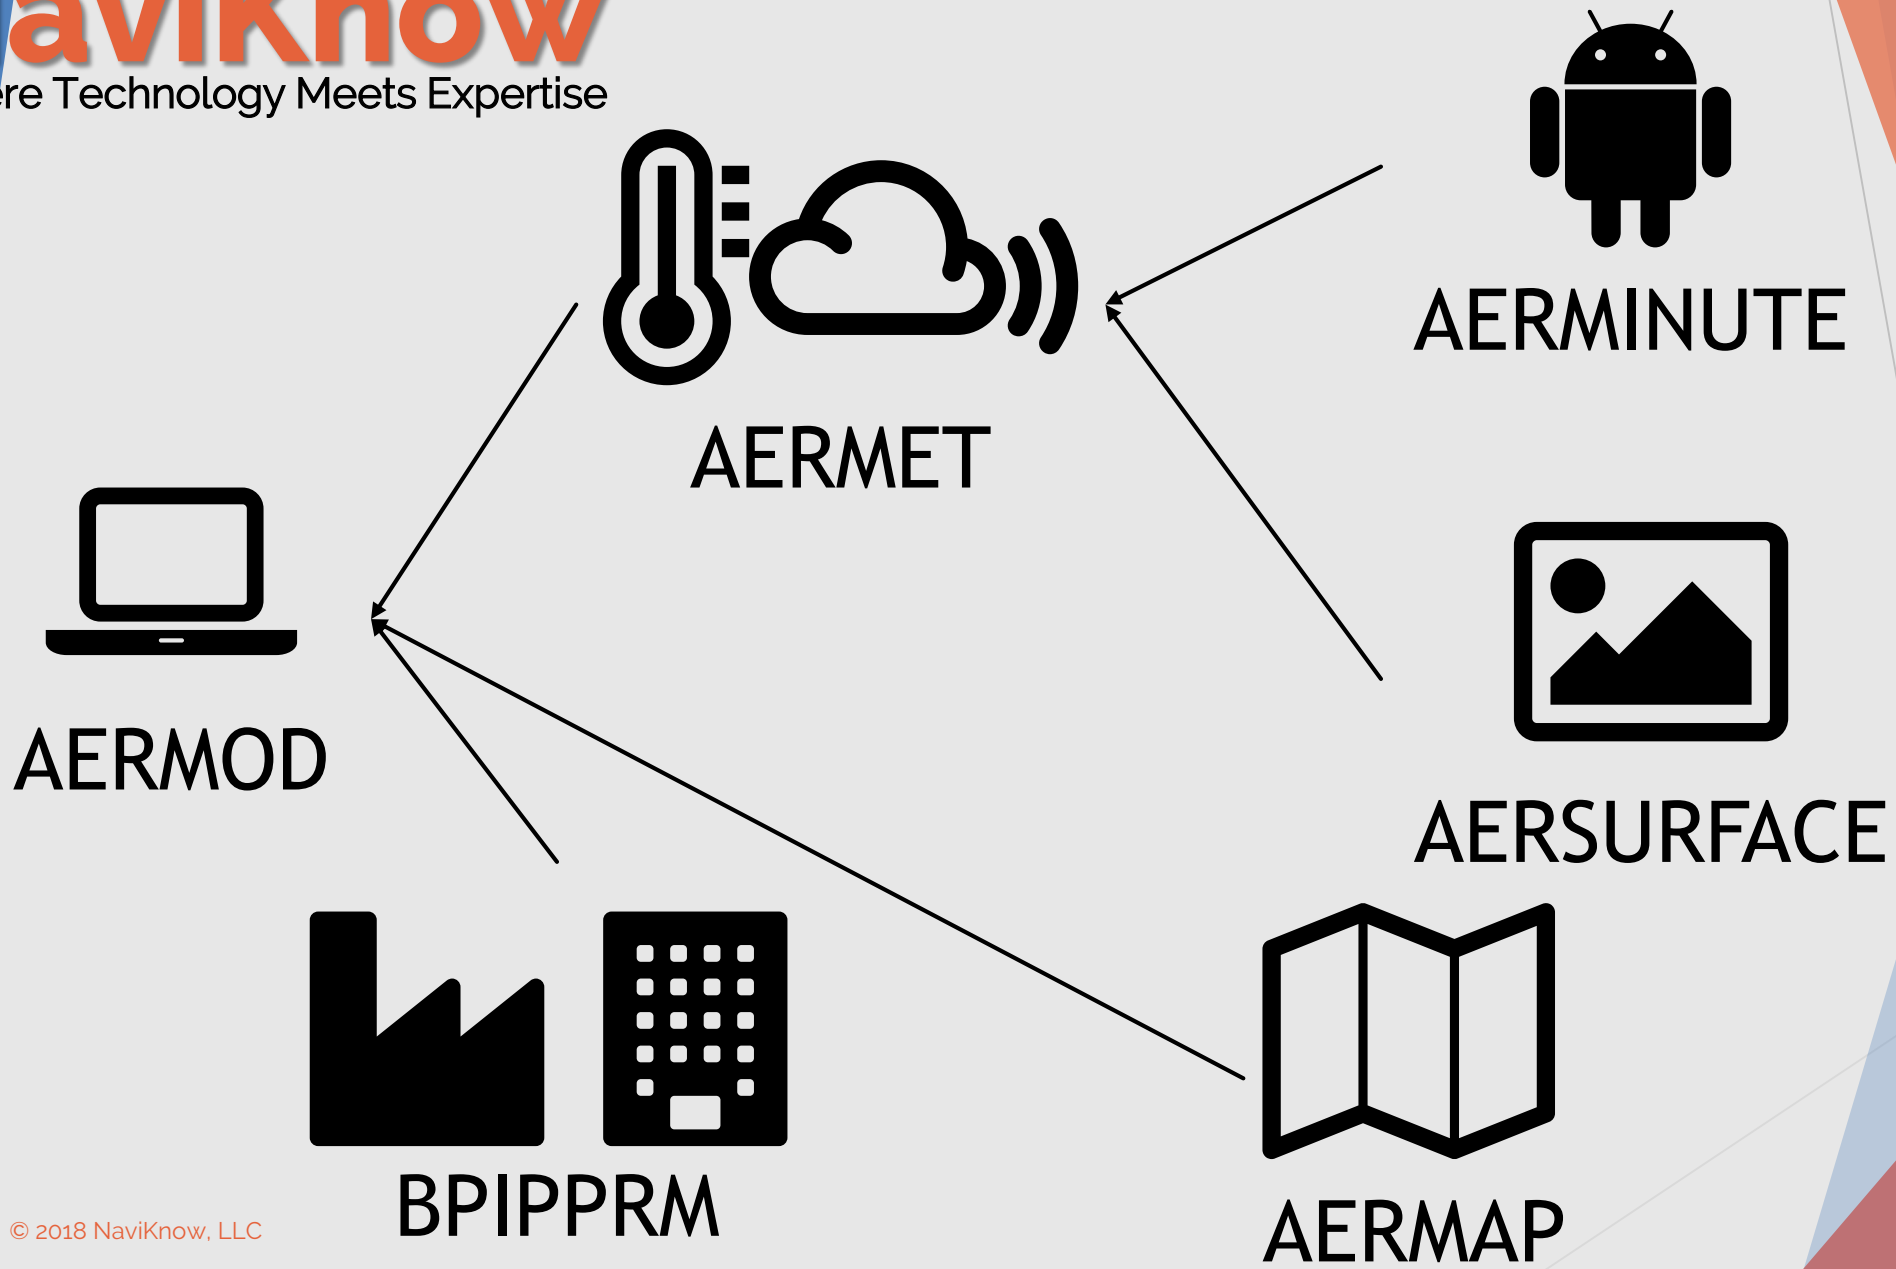 aviKnow
ere Technology Meets Expertise
AERMINUTE
AERMET
AERMOD
AERSURFACE
BPIPPRM
AERMAP
© 2018 NaviKnow, LLC